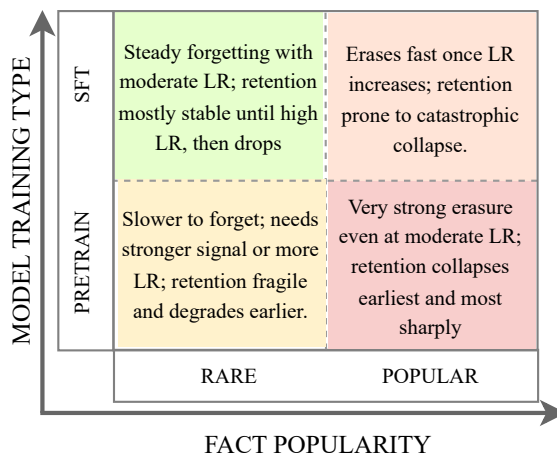 MODEL TRAINING TYPE
SFT
Steady forgetting with
moderate LR; retention
mostly stable until high
LR, then drops
Erases fast once LR
increases; retention
prone to catastrophic
collapse.
PRETRAIN
Slower to forget; needs
stronger signal or more
LR; retention fragile
and degrades earlier.
Very strong erasure
even at moderate LR;
retention collapses
earliest and most
sharply
RARE
POPULAR
FACT POPULARITY